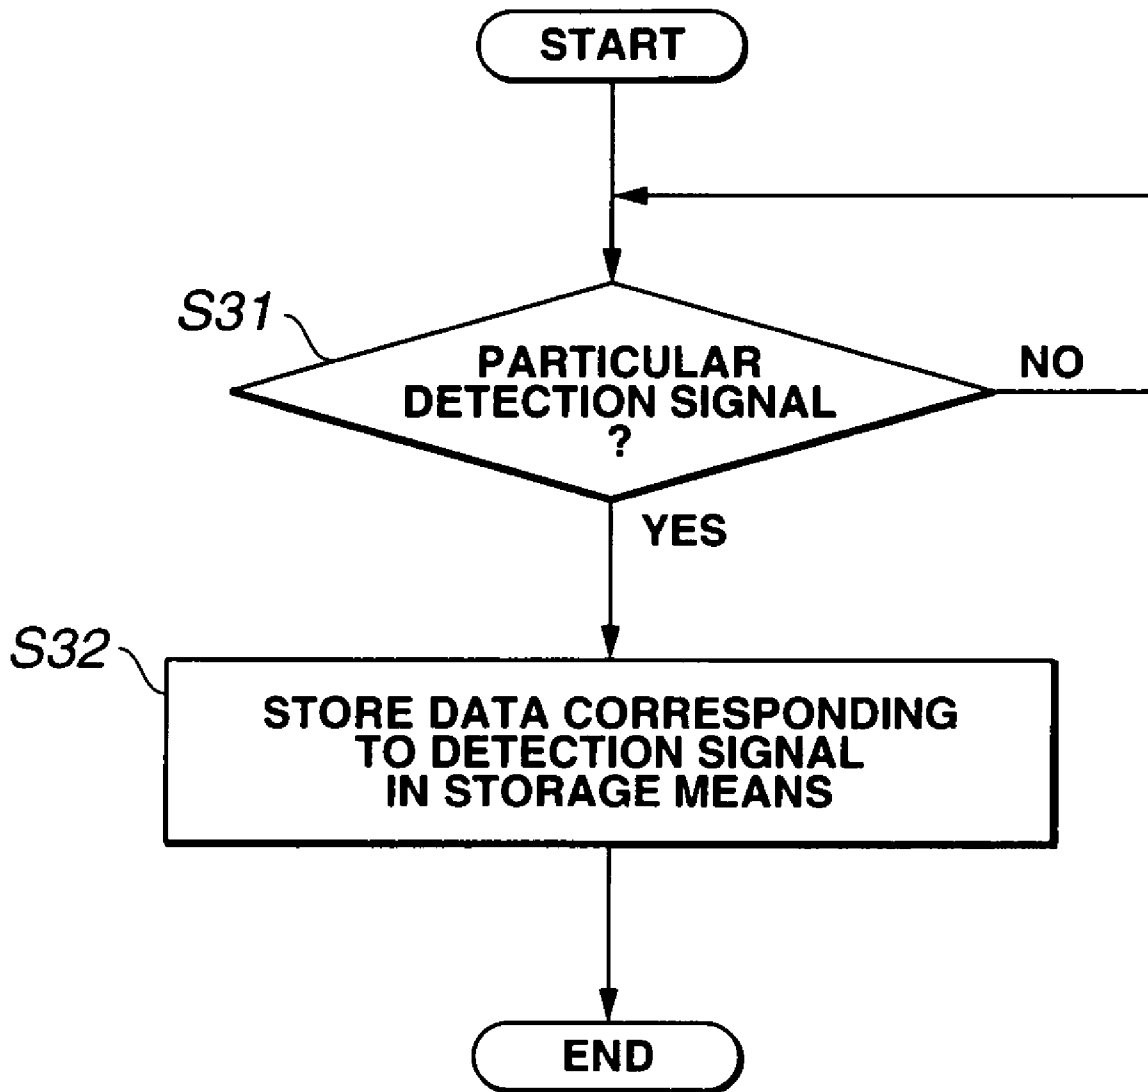 START
S31
PARTICULAR
DETECTION SIGNAL
?
NO
YES
S32
STORE DATA CORRESPONDING
TO DETECTION SIGNAL
IN STORAGE MEANS
END